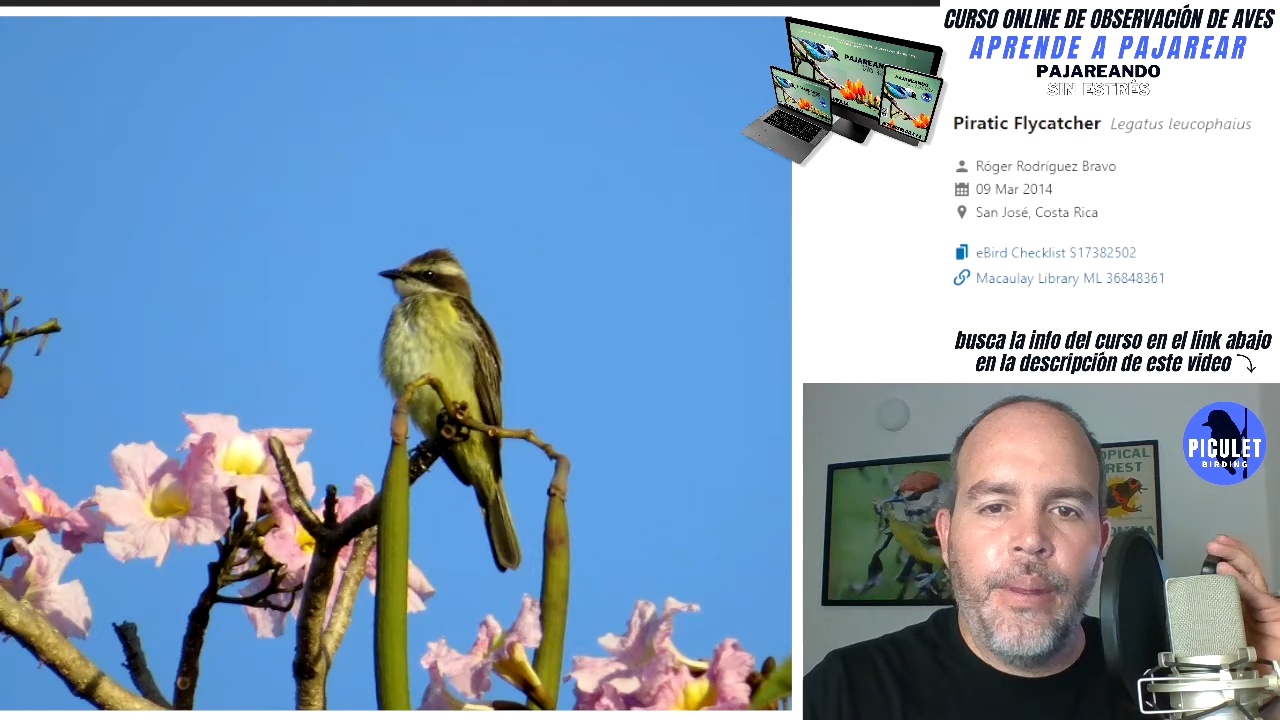 CURSO ONLINE DE OBSERVACIÓN DE AVES
APRENDE A PAJAREAR
PAJAREANDO
SIN ESTRÉS
Piratic Flycatcher Legatus leucophaius
Róger Rodríguez Bravo
09 Mar 2014
San José, Costa Rica
eBird Checklist S17382502
Macaulay Library ML 36848361
busca la info del curso en el link abajo
en la descripción de este video
PICULET
BIRDING